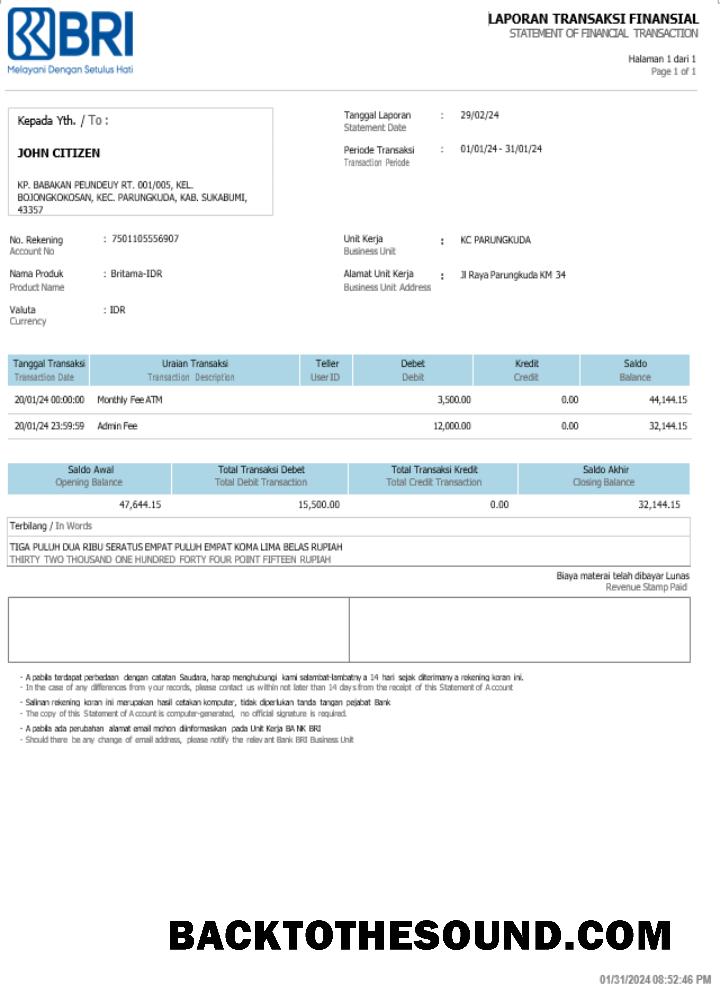 BRI
Melayani Dengan Setulus Hati
LAPORAN TRANSAKSI FINANSIAL
STATEMENT OF FINANCIAL TRANSACTION
Halaman 1 dari 1
Page 1 of 1
Kepada Yth. / To :
JOHN CITIZEN
KP. BABAKAN PEUNDEUY RT. 001/005, KEL.
BOJONGKOKOSAN, KEC. PARUNGKUDA, KAB. SUKABUMI,
43357
Tanggal Laporan : 29/02/24
Statement Date
Periode Transaksi : 01/01/24 - 31/01/24
Transaction Periode
No. Rekening : 7501105556907
Account No
Nama Produk : Britama-IDR
Product Name
Valuta : IDR
Currency
Unit Kerja : KC PARUNGKUDA
Business Unit
Alamat Unit Kerja : Jl Raya Parungkuda KM 34
Business Unit Address
Tanggal Transaksi Uraian Transaksi Teller Debet Kredit Saldo
Transaction Date Transaction Description User ID Debit Credit Balance
20/01/24 00:00:00 Monthly Fee ATM 3,500.00 0.00 44,144.15
20/01/24 23:59:59 Admin Fee 12,000.00 0.00 32,144.15
Saldo Awal Total Transaksi Debet Total Transaksi Kredit Saldo Akhir
Opening Balance Total Debit Transaction Total Credit Transaction Closing Balance
47,644.15 15,500.00 0.00 32,144.15
Terbilang / In Words
TIGA PULUH DUA RIBU SERATUS EMPAT PULUH EMPAT KOMA LIMA BELAS RUPIAH
THIRTY TWO THOUSAND ONE HUNDRED FORTY FOUR POINT FIFTEEN RUPIAH
Biaya materai telah dibayar Lunas
Revenue Stamp Paid
- Apabila terdapat perbedaan dengan catatan Saudara, harap menghubungi kami selambat-lambatnya 14 hari sejak diterimanya rekening koran ini.
- In the case of any differences from your records, please contact us within not later than 14 days from the receipt of this Statement of Account
- Salinan rekening koran ini merupakan hasil cetakan komputer, tidak diperlukan tanda tangan pejabat Bank
- The copy of this Statement of Account is computer-generated, no official signature is required.
- Apabila ada perubahan alamat email mohon diinformasikan pada Unit Kerja BANK BRI
- Should there be any change of email address, please notify the relevant Bank BRI Business Unit
BACKTOTHESOUND.COM
01/31/2024 08:52:46 PM